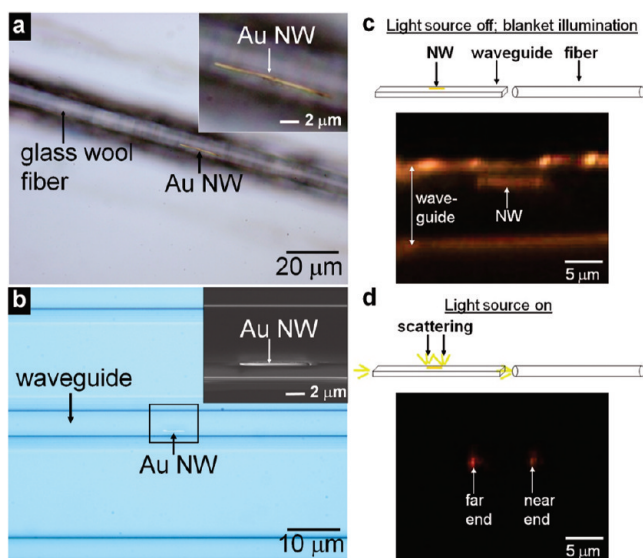 a
Au NW
2 μm
glass wool
fiber
Au NW
20 μm
b
Au NW
2 μm
waveguide
Au NW
10 μm
c
Light source off; blanket illumination
NW waveguide fiber
wave-
guide
NW
5 μm
d
Light source on
scattering
far
end
near
end
5 μm